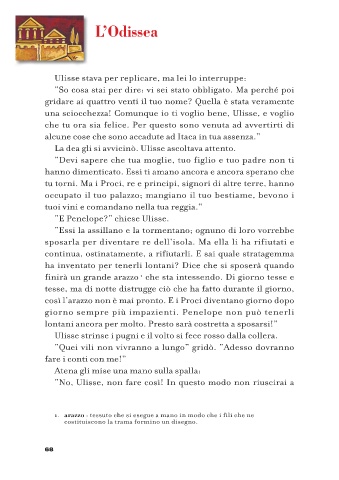 L'Odissea
Ulisse stava per replicare, ma lei lo interruppe:
"So cosa stai per dire: vi sei stato obbligato. Ma perché poi
gridare ai quattro venti il tuo nome? Quella è stata veramente
una sciocchezza! Comunque io ti voglio bene, Ulisse, e voglio
che tu ora sia felice. Per questo sono venuta ad avvertirti di
alcune cose che sono accadute ad Itaca in tua assenza."
La dea gli si avvicinò. Ulisse ascoltava attento.
"Devi sapere che tua moglie, tuo figlio e tuo padre non ti
hanno dimenticato. Essi ti amano ancora e ancora sperano che
tu torni. Ma i Proci, re e principi, signori di altre terre, hanno
occupato il tuo palazzo; mangiano il tuo bestiame, bevono i
tuoi vini e comandano nella tua reggia."
"E Penelope?" chiese Ulisse.
"Essi la assillano e la tormentano; ognuno di loro vorrebbe
sposarla per diventare re dell'isola. Ma ella li ha rifiutati e
continua, ostinatamente, a rifiutarli. E sai quale stratagemma
ha inventato per tenerli lontani? Dice che si sposerà quando
finirà un grande arazzo ¹ che sta intessendo. Di giorno tesse e
tesse, ma di notte distrugge ciò che ha fatto durante il giorno,
così l'arazzo non è mai pronto. E i Proci diventano giorno dopo
giorno sempre più impazienti. Penelope non può tenerli
lontani ancora per molto. Presto sarà costretta a sposarsi!"
Ulisse strinse i pugni e il volto si fece rosso dalla collera.
"Quei vili non vivranno a lungo" gridò. "Adesso dovranno
fare i conti con me!"
Atena gli mise una mano sulla spalla:
"No, Ulisse, non fare così! In questo modo non riuscirai a
1. arazzo : tessuto che si esegue a mano in modo che i fili che ne
costituiscono la trama formino un disegno.
68